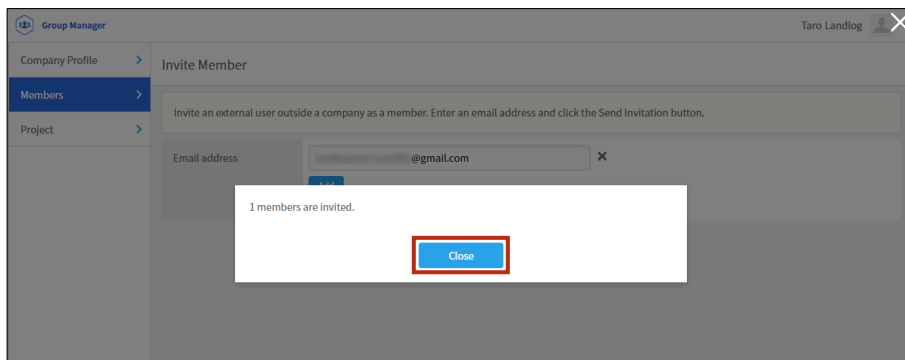 Group Manager
Taro Landlog
Company Profile
Members
Project
Invite Member
Invite an external user outside a company as a member. Enter an email address and click the Send Invitation button.
Email address
@gmail.com
Add
1 members are invited.
Close